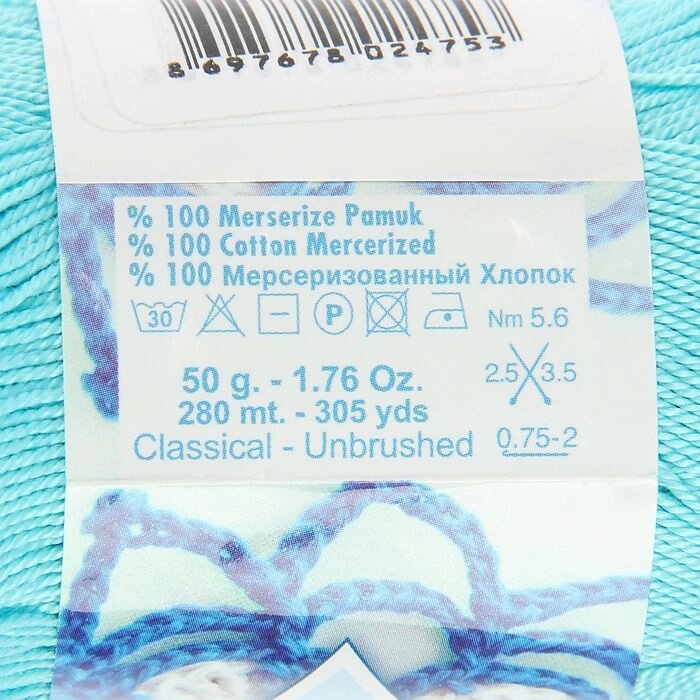 8 697678 024753
% 100 Merserize Pamuk
% 100 Cotton Mercerized
% 100 Мерсеризованный Хлопок
30 P Nm 5.6
50 g. - 1.76 Oz. 2.5 3.5
280 mt. - 305 yds
Classical - Unbrushed 0.75-2